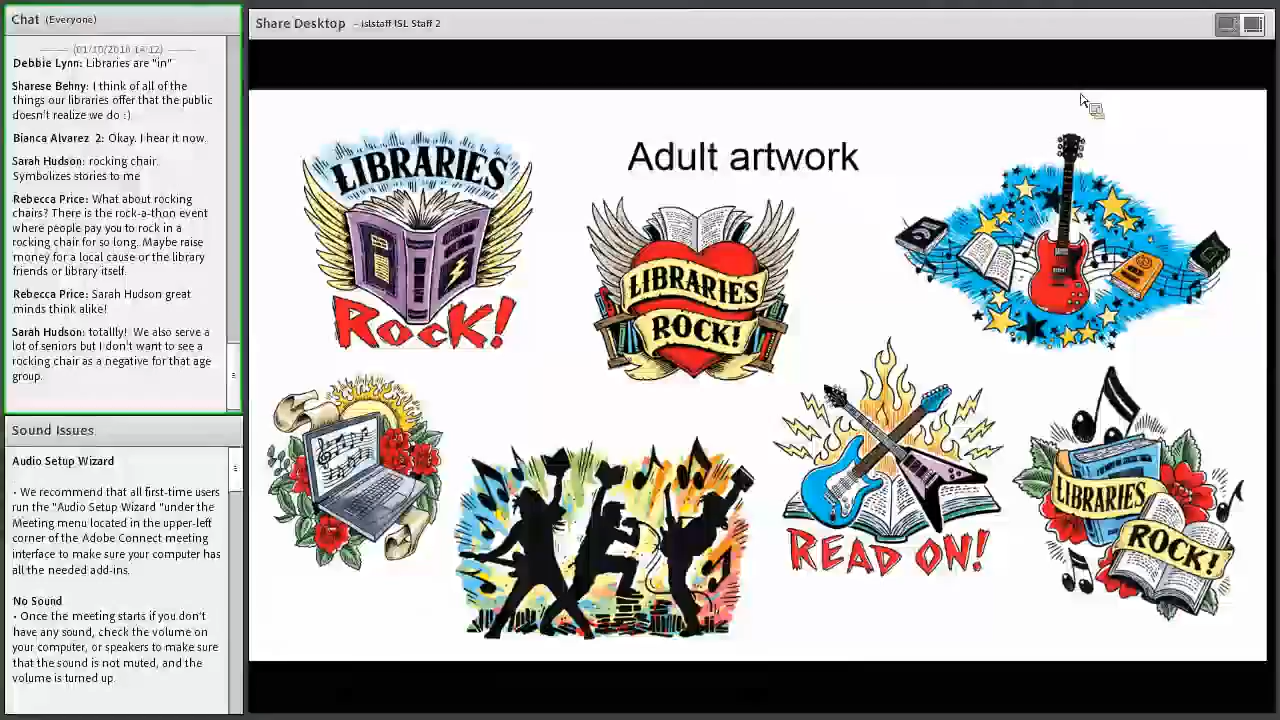 Chat (Everyone)
(01/10/2018 14:12)
Debbie Lynn: Libraries are "in"
Sharese Behny: I think of all of the
things our libraries offer that the public
doesn't realize we do :)
Bianca Alvarez 2: Okay. I hear it now.
Sarah Hudson: rocking chair.
Symbolizes stories to me
Rebecca Price: What about rocking
chairs? There is the rock-a-thon event
where people pay you to rock in a
rocking chair for so long. Maybe raise
money for a local cause or the library
friends or library itself.
Rebecca Price: Sarah Hudson great
minds think alike!
Sarah Hudson: totallly! We also serve a
lot of seniors but I don't want to see a
rocking chair as a negative for that age
group.
Sound Issues
Audio Setup Wizard
• We recommend that all first-time users
run the "Audio Setup Wizard "under the
Meeting menu located in the upper-left
corner of the Adobe Connect meeting
interface to make sure your computer has
all the needed add-ins.
No Sound
• Once the meeting starts if you don't
have any sound, check the volume on
your computer, or speakers to make sure
that the sound is not muted, and the
volume is turned up.
Share Desktop - islstaff ISL Staff 2
Adult artwork
LIBRARIES
ROCK!
LIBRARIES
ROCK!
READ ON!
LIBRARIES
ROCK!